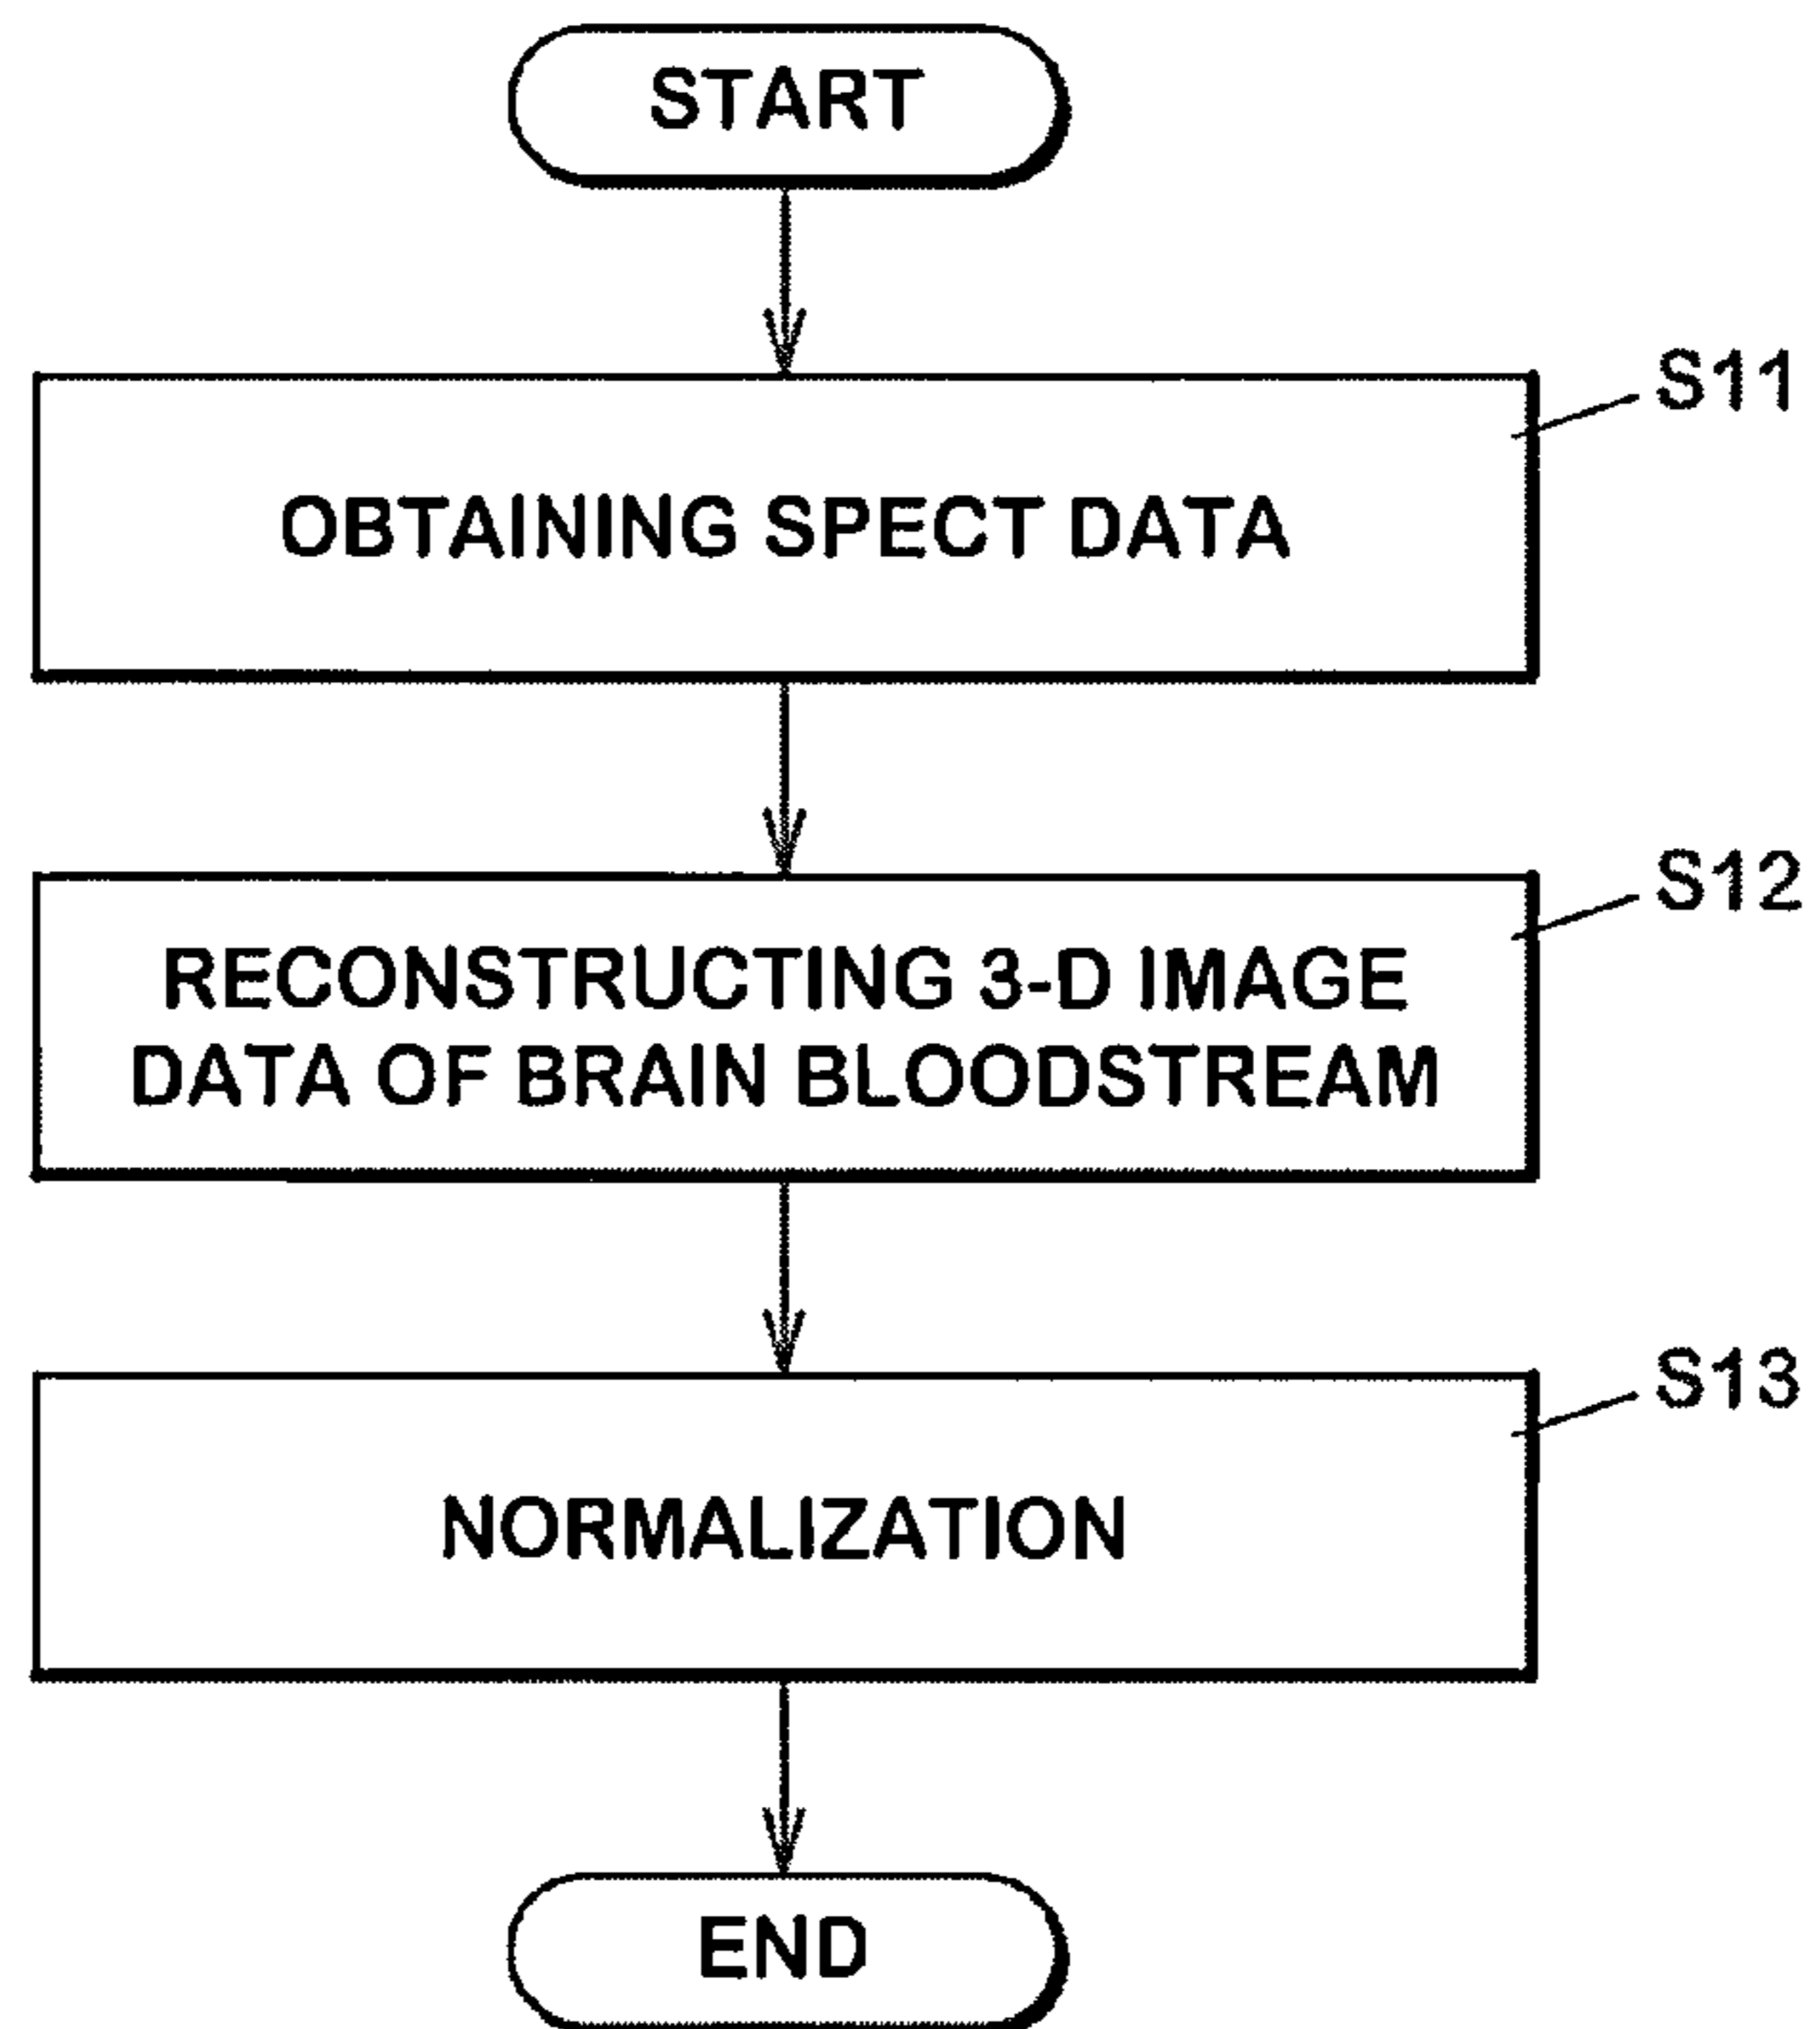 START
S11
OBTAINING SPECT DATA
S12
RECONSTRUCTING 3-D IMAGE
DATA OF BRAIN BLOODSTREAM
S13
NORMALIZATION
END